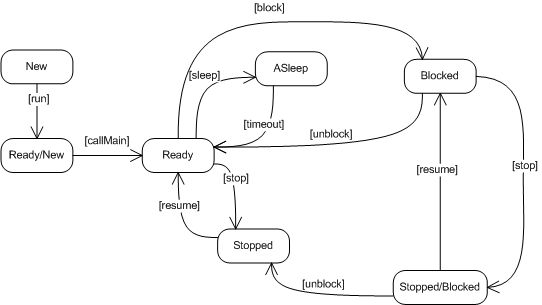 [block]
New
ASleep
[sleep]
Blocked
[run]
[timeout]
[callMain]
[unblock]
Ready/New
Ready
[resume]
[stop]
[stop]
[resume]
Stopped
[unblock]
Stopped/Blocked